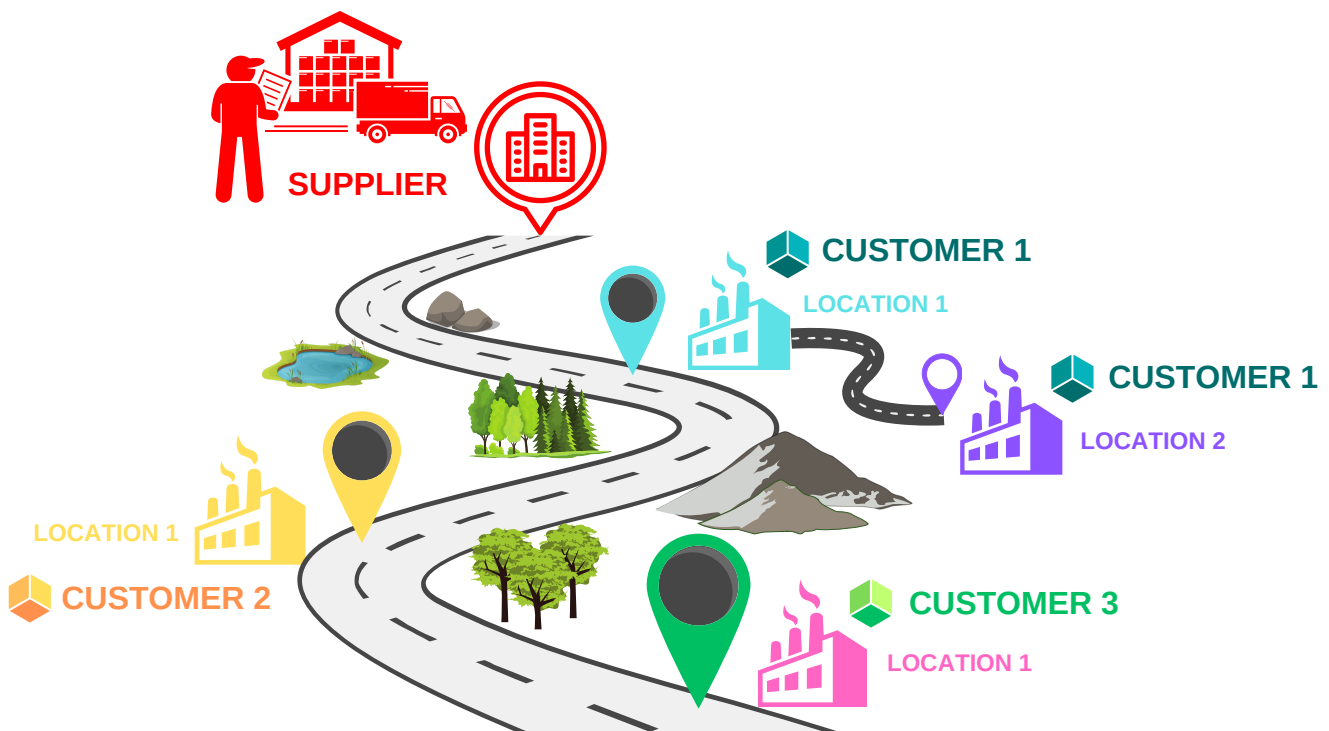 SUPPLIER
CUSTOMER 1
LOCATION 1
CUSTOMER 1
LOCATION 2
LOCATION 1
CUSTOMER 2
CUSTOMER 3
LOCATION 1